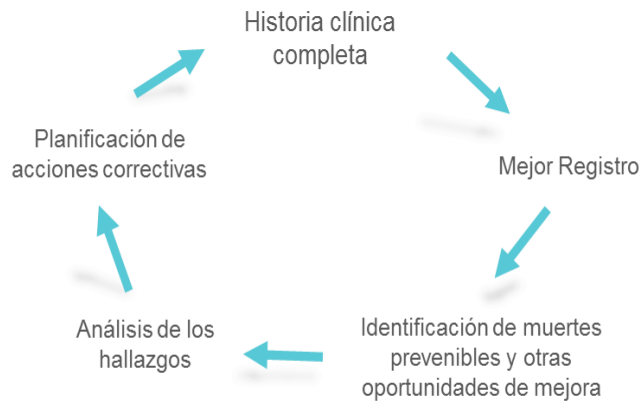 Historia clínica
completa
Mejor Registro
Identificación de muertes
prevenibles y otras
oportunidades de mejora
Análisis de los
hallazgos
Planificación de
acciones correctivas